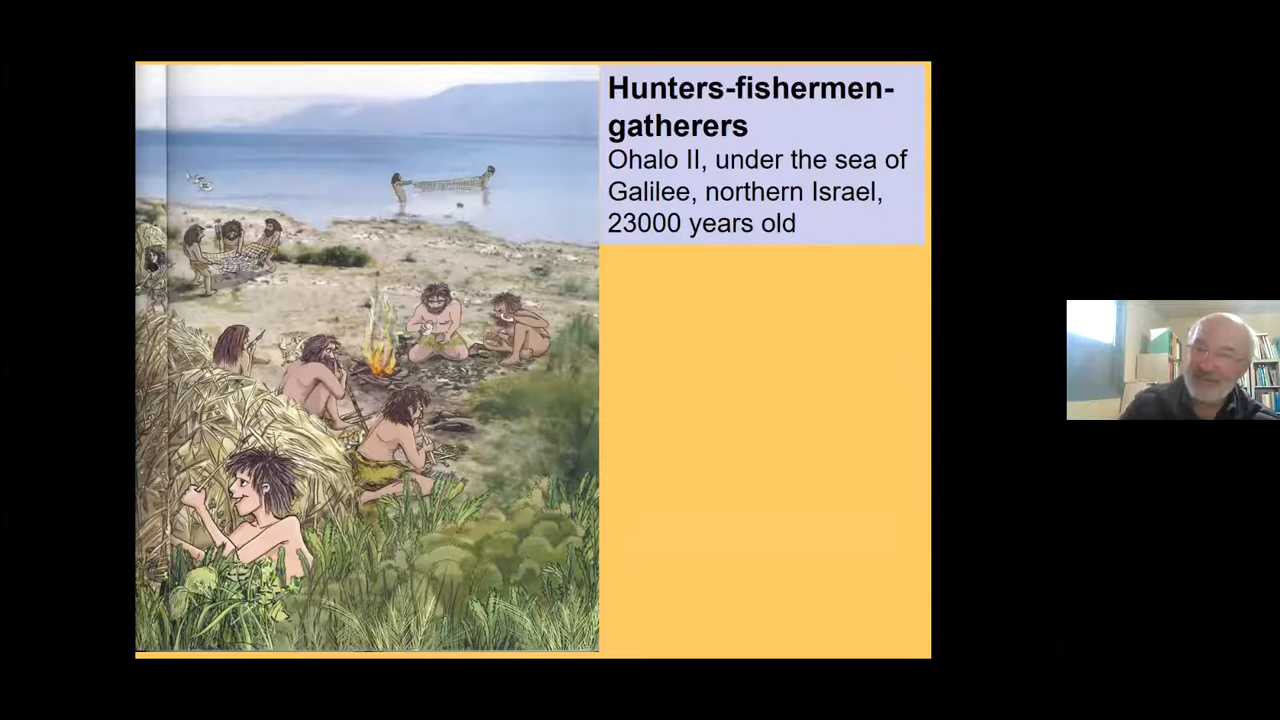 Hunters-fishermen-
gatherers
Ohalo II, under the sea of
Galilee, northern Israel,
23000 years old